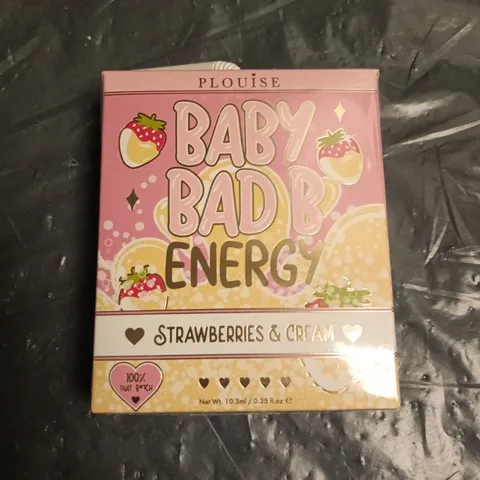 PLOUISE
BABY
BAD B
ENERGY
STRAWBERRIES & CREAM
100%
THAT B*TCH
Net Wt. 10.3ml / 0.35 fl.oz e